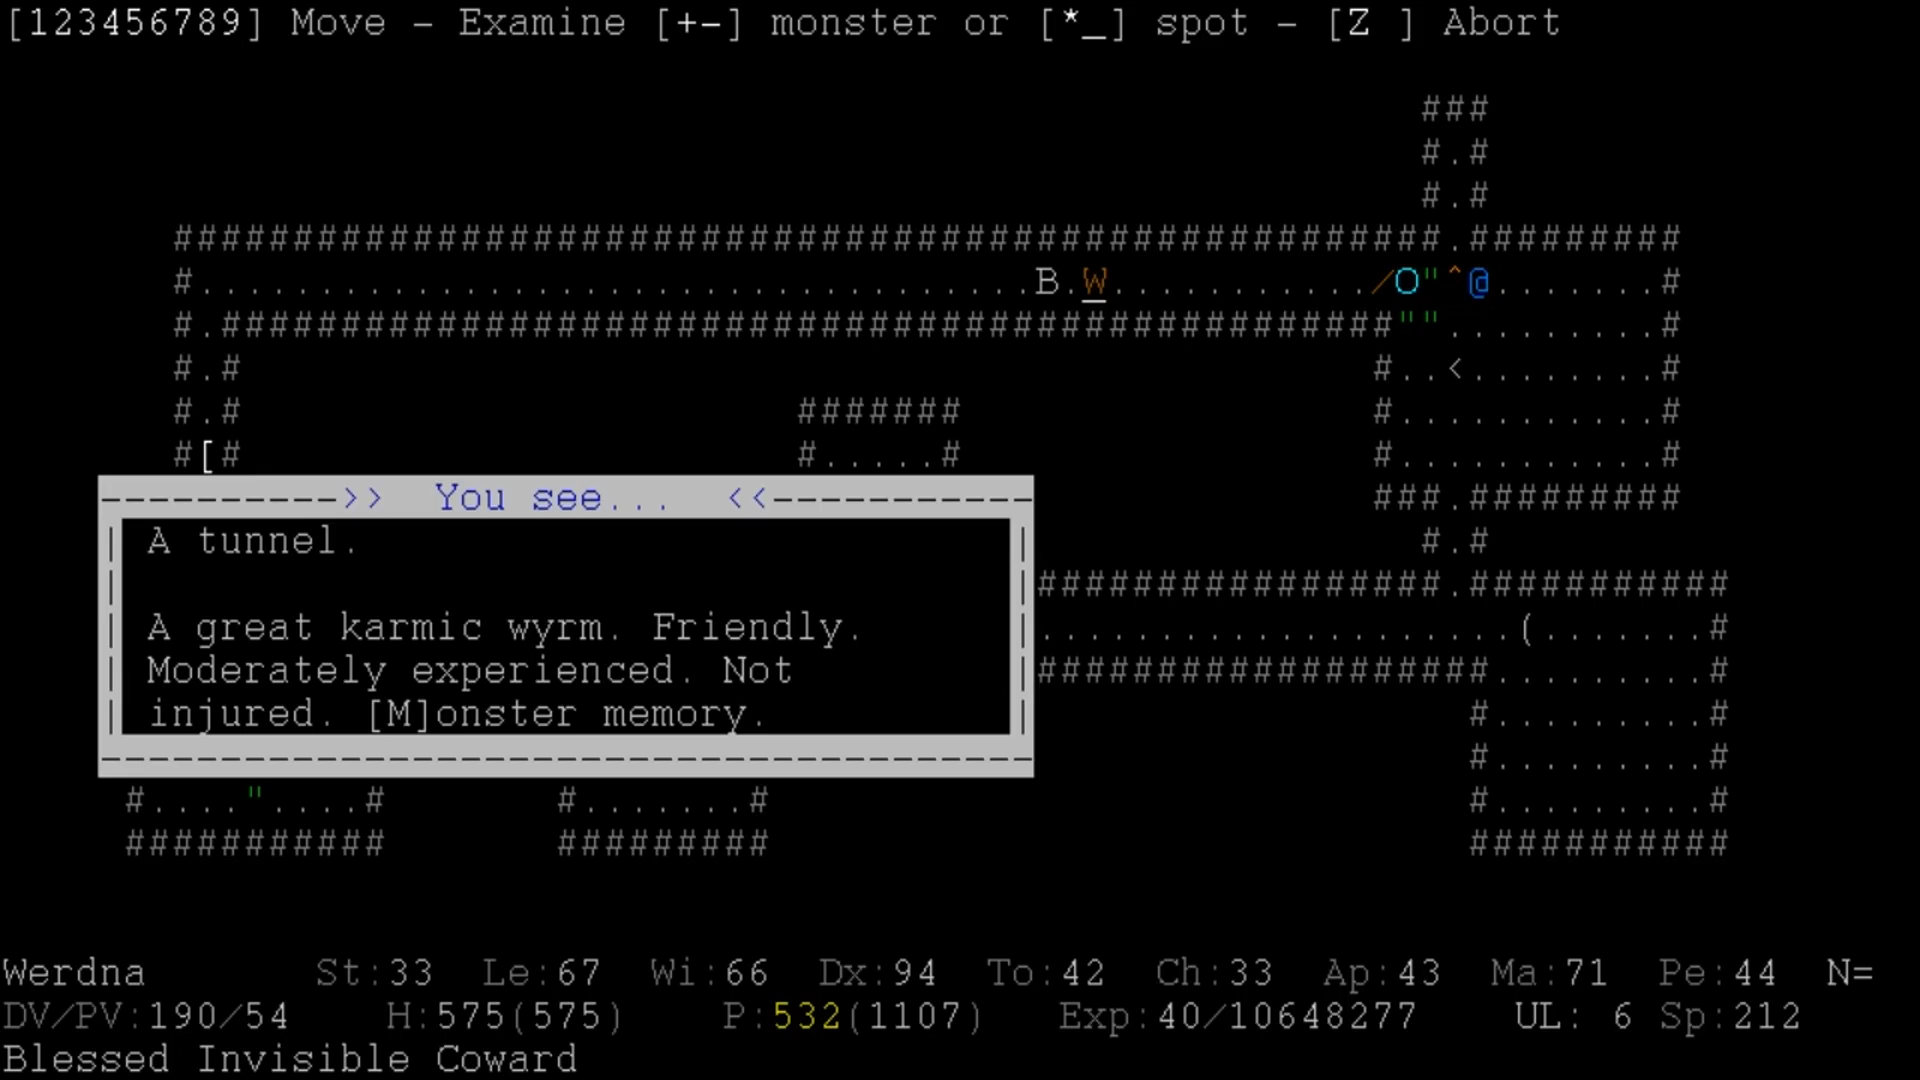 [123456789] Move - Examine [+-] monster or [*_] spot - [Z ] Abort
###
#.#
#.#
#####################################################.#########
#...................................B.W.........../O"^@.......#
#.#################################################"".........#
#.# #..<........#
#.# ####### #...........#
#[# #.....# #...........#
###.#########
---------->> You see... <<-----------
A tunnel.
#.#
#################.###########
A great karmic wyrm. Friendly.
....................(.......#
Moderately experienced. Not
###################.........#
injured. [M]onster memory.
#.........#
-----------------------------
#.........#
#...."....# #.......# #.........#
########### ######### ###########
Werdna St:33 Le:67 Wi:66 Dx:94 To:42 Ch:33 Ap:43 Ma:71 Pe:44 N=
DV/PV:190/54 H:575(575) P:532(1107) Exp:40/10648277 UL: 6 Sp:212
Blessed Invisible Coward